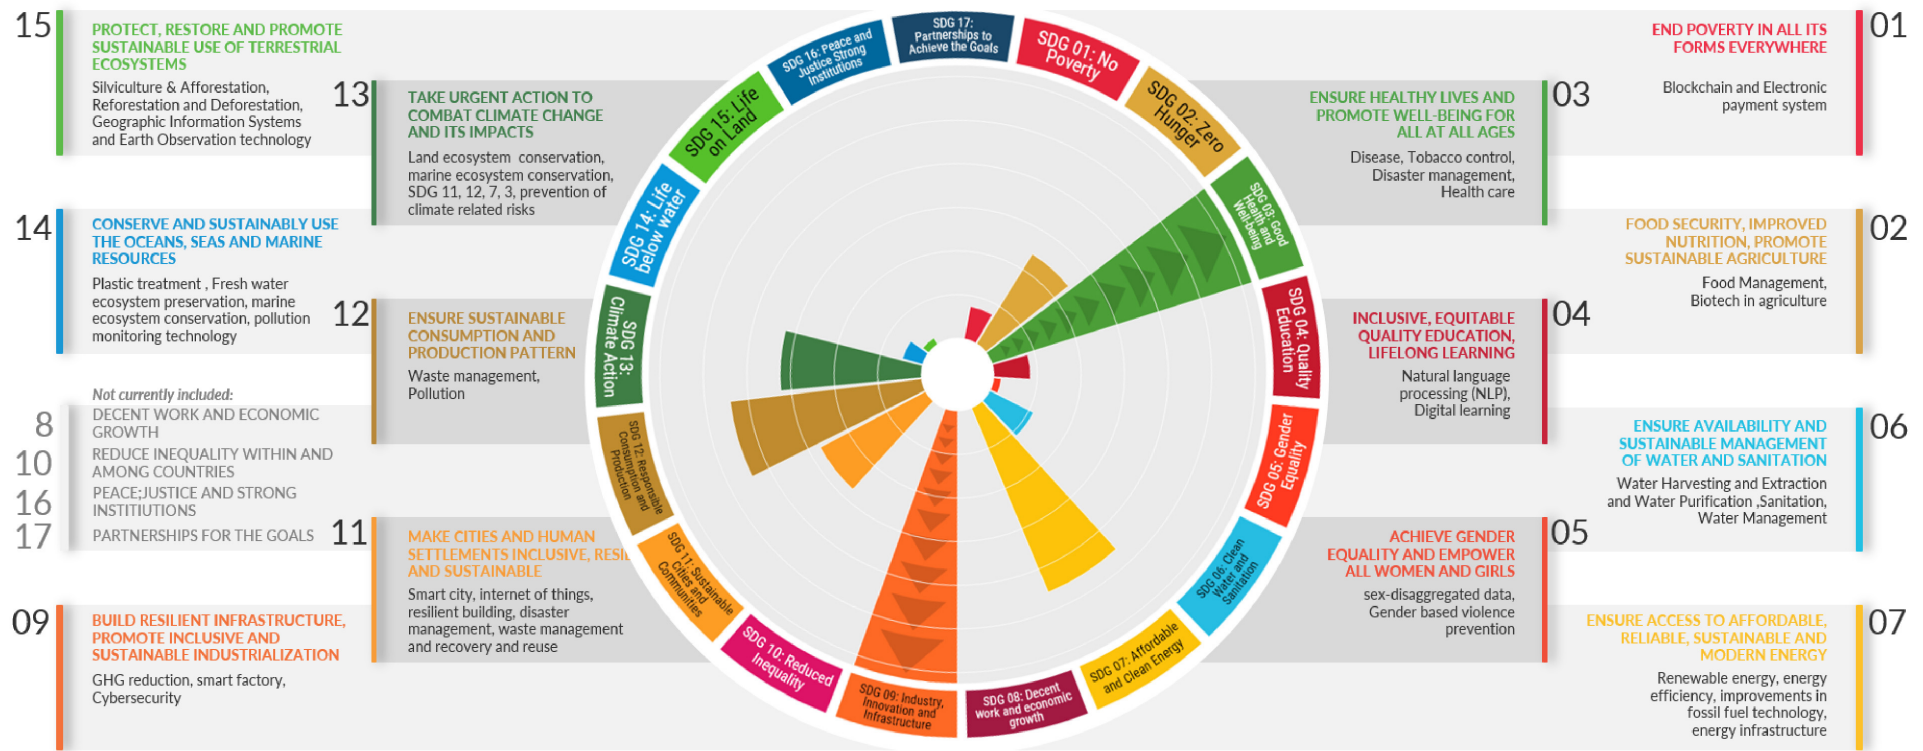 15
PROTECT, RESTORE AND PROMOTE
SUSTAINABLE USE OF TERRESTRIAL
ECOSYSTEMS
Silviculture & Afforestation,
Reforestation and Deforestation,
Geographic Information Systems
and Earth Observation technology
13
TAKE URGENT ACTION TO
COMBAT CLIMATE CHANGE
AND ITS IMPACTS
Land ecosystem conservation,
marine ecosystem conservation,
SDG 11, 12, 7, 3, prevention of
climate related risks
14
CONSERVE AND SUSTAINABLY USE
THE OCEANS, SEAS AND MARINE
RESOURCES
Plastic treatment , Fresh water
ecosystem preservation, marine
ecosystem conservation, pollution
monitoring technology
12
ENSURE SUSTAINABLE
CONSUMPTION AND
PRODUCTION PATTERN
Waste management,
Pollution
Not currently included:
8
DECENT WORK AND ECONOMIC
GROWTH
10
REDUCE INEQUALITY WITHIN AND
AMONG COUNTRIES
16
PEACE;JUSTICE AND STRONG
INSTITIUTIONS
17
PARTNERSHIPS FOR THE GOALS
11
MAKE CITIES AND HUMAN
SETTLEMENTS INCLUSIVE, RESIL
AND SUSTAINABLE
Smart city, internet of things,
resilient building, disaster
management, waste management
and recovery and reuse
09
BUILD RESILIENT INFRASTRUCTURE,
PROMOTE INCLUSIVE AND
SUSTAINABLE INDUSTRIALIZATION
GHG reduction, smart factory,
Cybersecurity
SDG 17:
Partnerships to
Achieve the Goals
SDG 01: No
Poverty
SDG 02: Zero
Hunger
SDG 03: Good
Health and
Well-being
SDG 04: Quality
Education
SDG 05: Gender
Equality
SDG 06: Clean
Water and
Sanitation
SDG 07: Affordable
and Clean Energy
SDG 08: Decent
work and economic
growth
SDG 09: Industry,
Innovation and
Infrastructure
SDG 10: Reduced
Inequality
SDG 11: Sustainable
Cities and
Communities
SDG 12: Responsible
Consumption and
Production
SDG 13:
Climate Action
SDG 14: Life
below water
SDG 15: Life
on Land
SDG 16: Peace and
Justice Strong
Institutions
01
END POVERTY IN ALL ITS
FORMS EVERYWHERE
Blockchain and Electronic
payment system
03
ENSURE HEALTHY LIVES AND
PROMOTE WELL-BEING FOR
ALL AT ALL AGES
Disease, Tobacco control,
Disaster management,
Health care
02
FOOD SECURITY, IMPROVED
NUTRITION, PROMOTE
SUSTAINABLE AGRICULTURE
Food Management,
Biotech in agriculture
04
INCLUSIVE, EQUITABLE
QUALITY EDUCATION,
LIFELONG LEARNING
Natural language
processing (NLP),
Digital learning
06
ENSURE AVAILABILITY AND
SUSTAINABLE MANAGEMENT
OF WATER AND SANITATION
Water Harvesting and Extraction
and Water Purification ,Sanitation,
Water Management
05
ACHIEVE GENDER
EQUALITY AND EMPOWER
ALL WOMEN AND GIRLS
sex-disaggregated data,
Gender based violence
prevention
07
ENSURE ACCESS TO AFFORDABLE,
RELIABLE, SUSTAINABLE AND
MODERN ENERGY
Renewable energy, energy
efficiency, improvements in
fossil fuel technology,
energy infrastructure